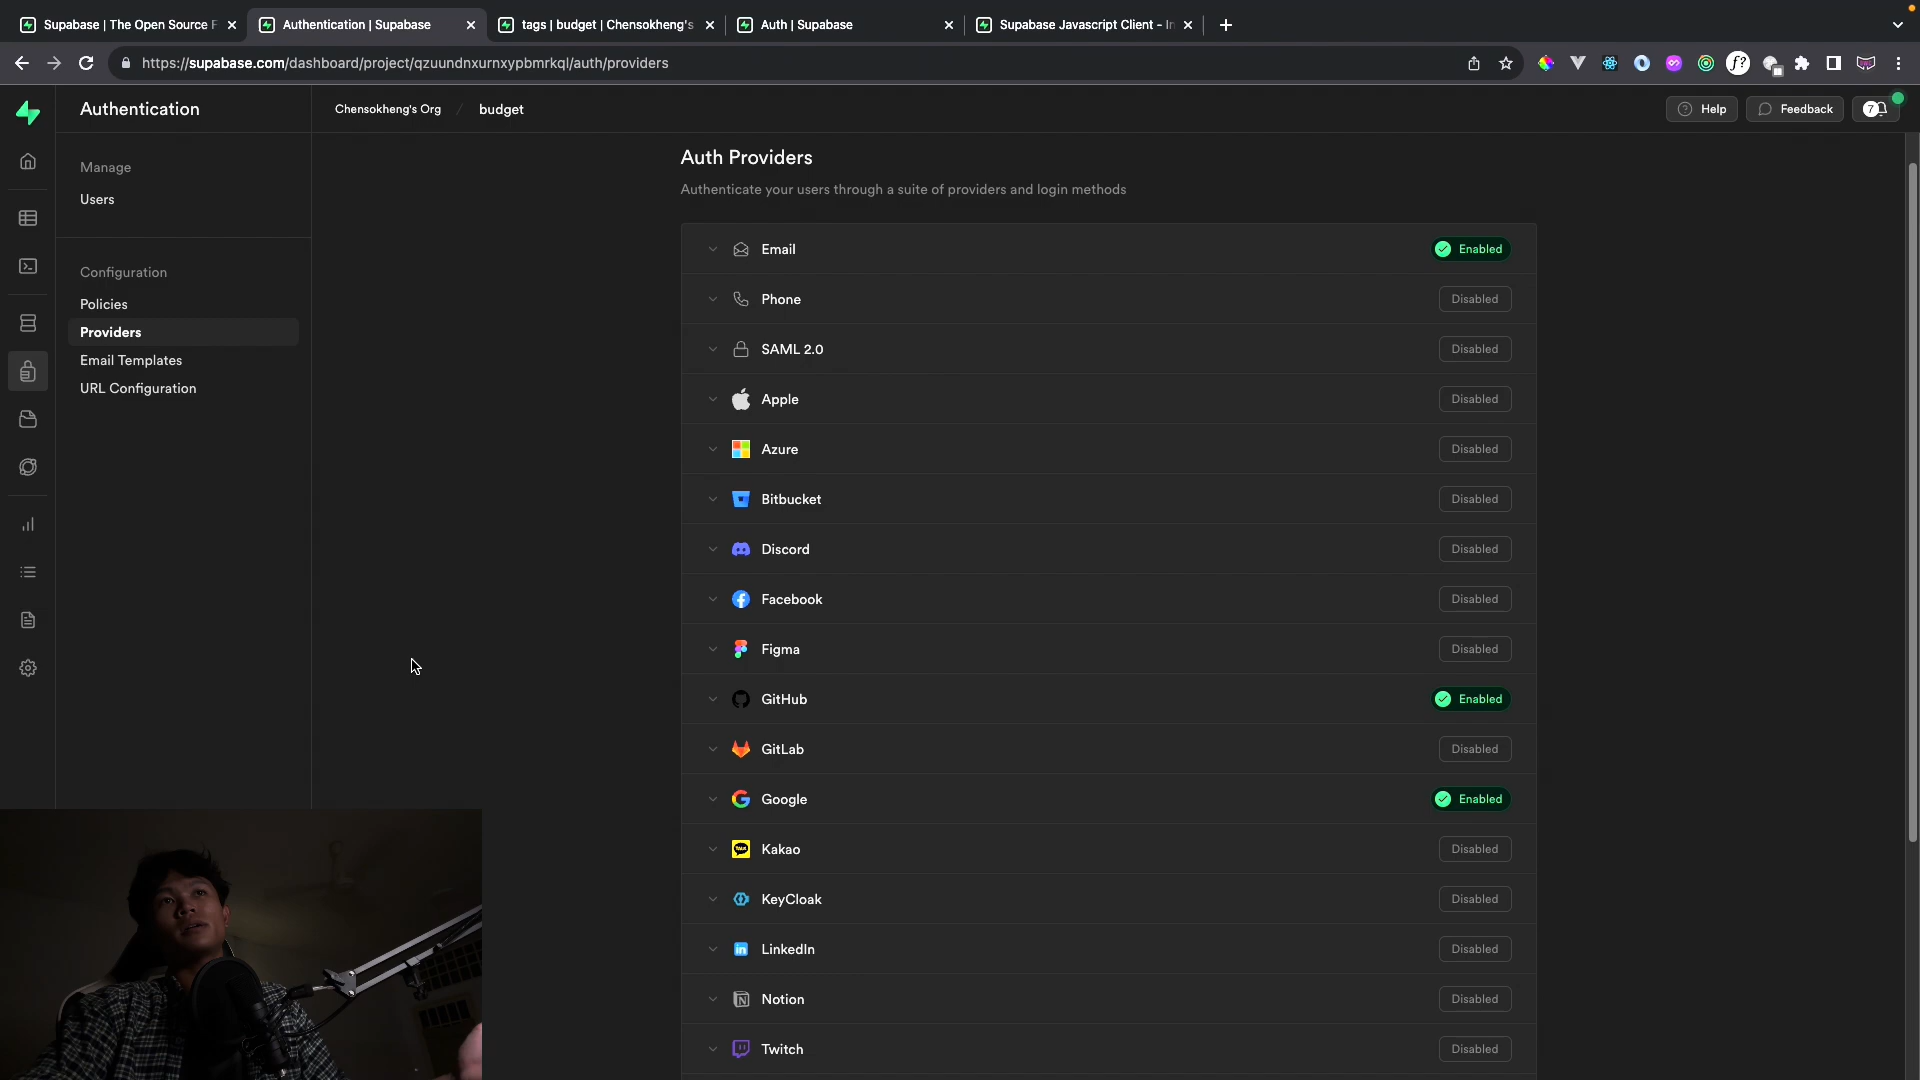 Supabase | The Open Source F
Authentication | Supabase
tags | budget | Chensokheng's
Auth | Supabase
Supabase Javascript Client - In
https://supabase.com/dashboard/project/qzuundnxurnxypbmrkql/auth/providers
Authentication
Chensokheng's Org / budget
Help
Feedback
7
Manage
Users
Configuration
Policies
Providers
Email Templates
URL Configuration
Auth Providers
Authenticate your users through a suite of providers and login methods
Email Enabled
Phone Disabled
SAML 2.0 Disabled
Apple Disabled
Azure Disabled
Bitbucket Disabled
Discord Disabled
Facebook Disabled
Figma Disabled
GitHub Enabled
GitLab Disabled
Google Enabled
Kakao Disabled
KeyCloak Disabled
LinkedIn Disabled
Notion Disabled
Twitch Disabled